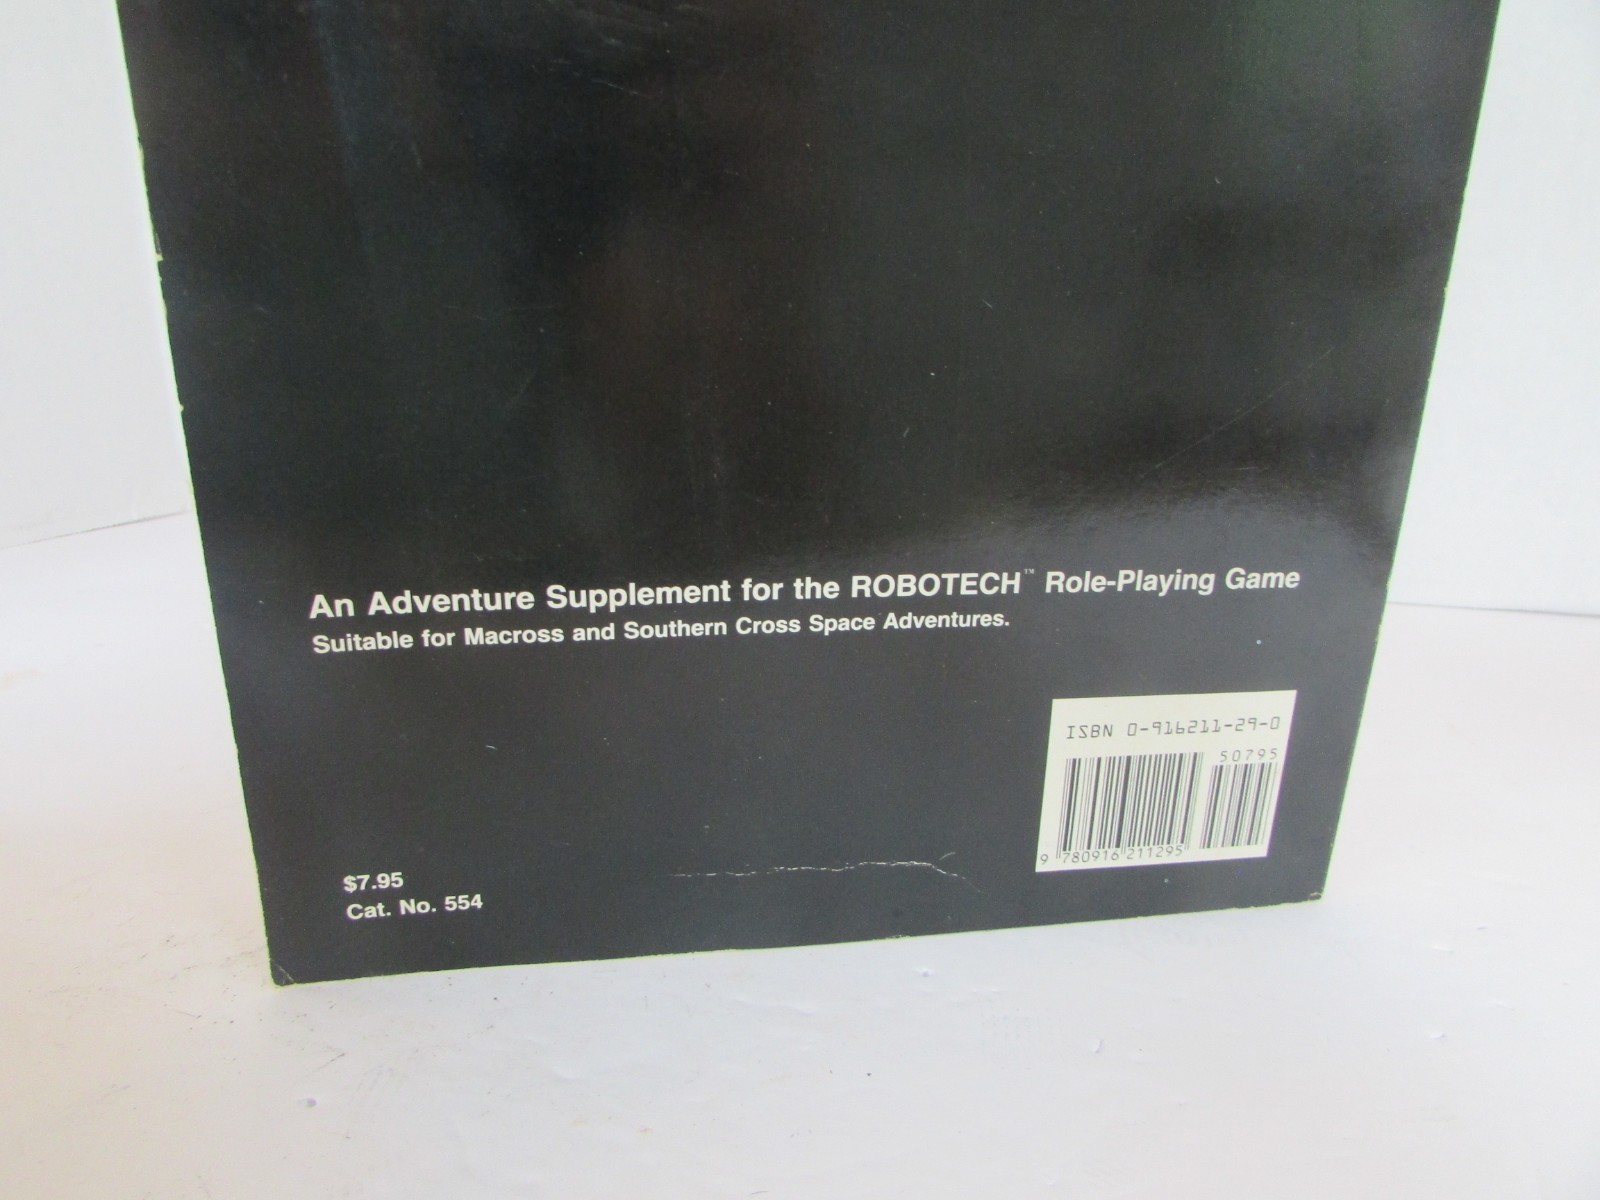 An Adventure Supplement for the ROBOTECH™ Role-Playing Game
Suitable for Macross and Southern Cross Space Adventures.
ISBN 0-916211-29-0
50795
9 780916 211295
$7.95
Cat. No. 554